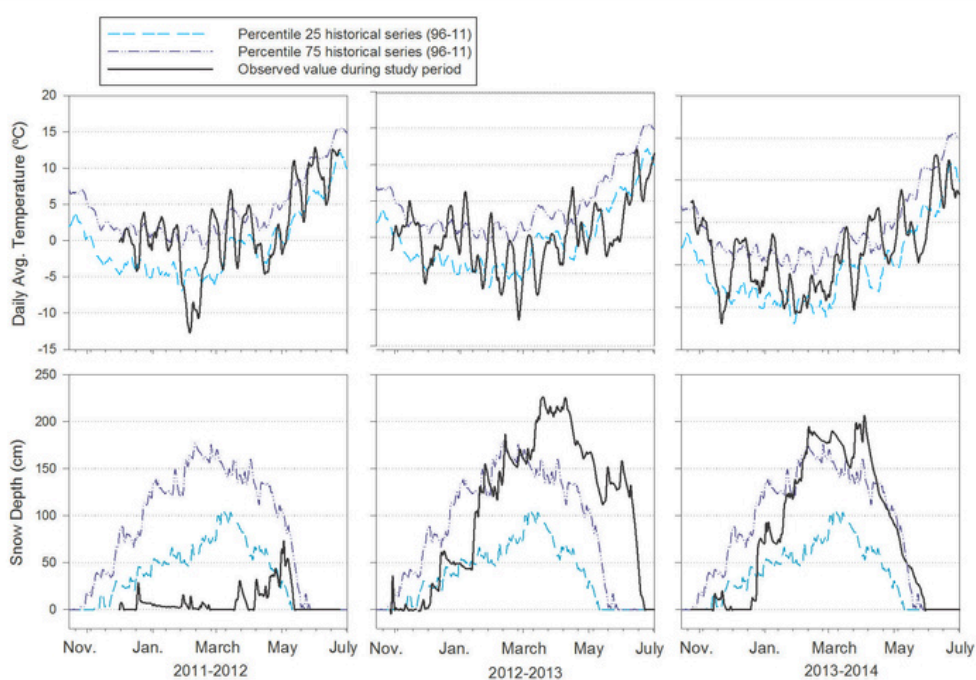 Percentile 25 historical series (96-11)
Percentile 75 historical series (96-11)
Observed value during study period
Daily Avg. Temperature (ºC)
20
15
10
5
0
-5
-10
-15
Snow Depth (cm)
250
200
150
100
50
0
Nov. Jan. March May July
Nov. Jan. March May July
Nov. Jan. March May July
2011-2012
2012-2013
2013-2014